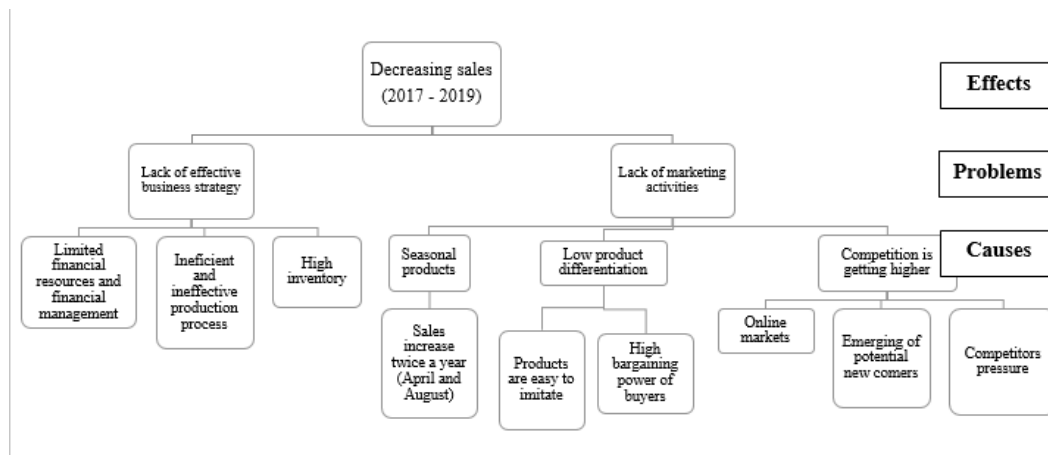 Decreasing sales
(2017 - 2019)
Effects
Lack of effective
business strategy
Lack of marketing
activities
Problems
Limited
financial
resources and
financial
management
Ineficient and
ineffective
production
process
High
inventory
Seasonal
products
Low product
differentiation
Competition is
getting higher
Causes
Sales
increase
twice a year
(April and
August)
Products
are easy to
imitate
High
bargaining
power of
buyers
Online
markets
Emerging of
potential
new comers
Competitors
pressure